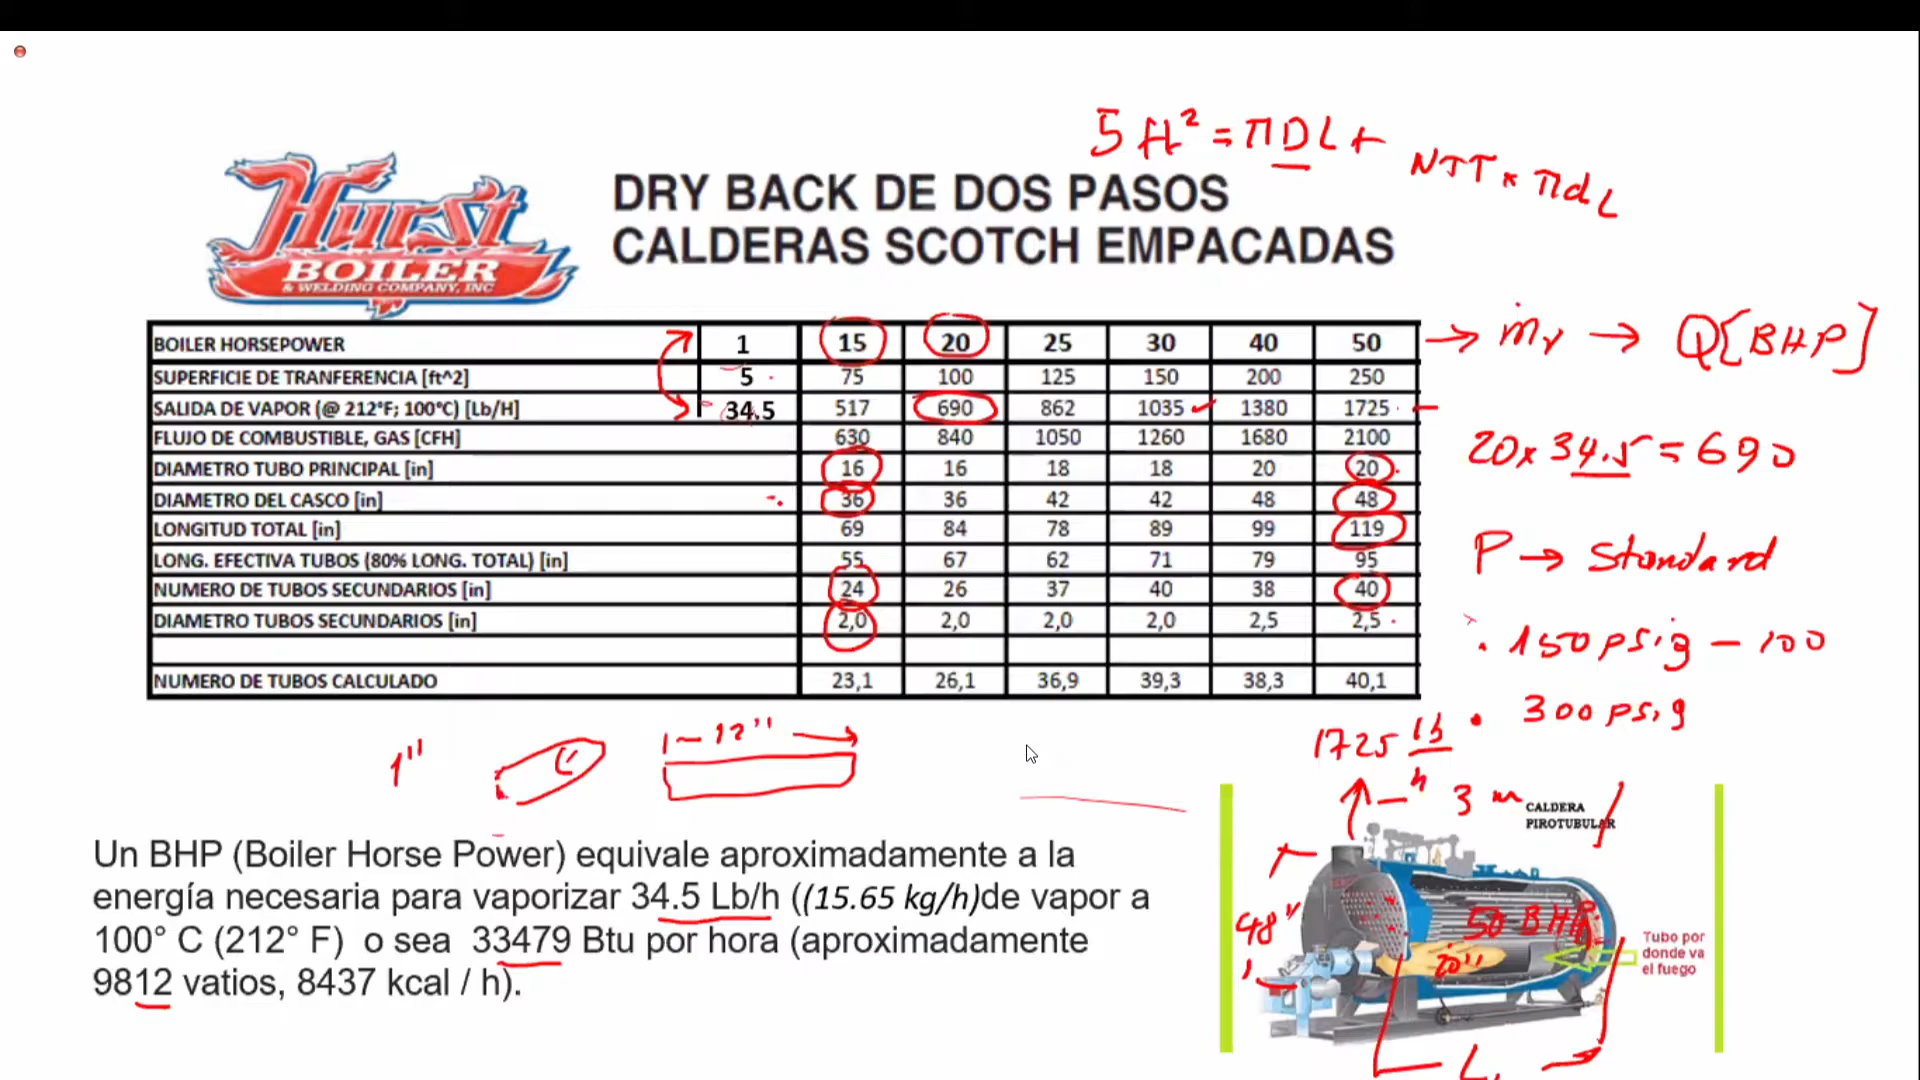 5 ft² = πDL +
NTT × πdL
Hurst
BOILER
& WELDING COMPANY, INC
DRY BACK DE DOS PASOS
CALDERAS SCOTCH EMPACADAS
BOILER HORSEPOWER 1 15 20 25 30 40 50
→ ṁv → Q[BHP]
SUPERFICIE DE TRANFERENCIA [ft^2] 5 75 100 125 150 200 250
SALIDA DE VAPOR (@ 212°F; 100°C) [Lb/H] 34.5 517 690 862 1035 1380 1725
FLUJO DE COMBUSTIBLE, GAS [CFH] 630 840 1050 1260 1680 2100
20x34.5=690
DIAMETRO TUBO PRINCIPAL [in] 16 16 18 18 20 20
DIAMETRO DEL CASCO [in] 36 36 42 42 48 48
LONGITUD TOTAL [in] 69 84 78 89 99 119
LONG. EFECTIVA TUBOS (80% LONG. TOTAL) [in] 55 67 62 71 79 95
P → Standard
NUMERO DE TUBOS SECUNDARIOS [in] 24 26 37 40 38 40
DIAMETRO TUBOS SECUNDARIOS [in] 2,0 2,0 2,0 2,0 2,5 2,5
. 150 psig - 100
NUMERO DE TUBOS CALCULADO 23,1 26,1 36,9 39,3 38,3 40,1
. 300 psig
1"
12"
1725 lb/h
3 m
CALDERA
PIROTUBULAR
Un BHP (Boiler Horse Power) equivale aproximadamente a la
energía necesaria para vaporizar 34.5 Lb/h ((15.65 kg/h)de vapor a
100° C (212° F) o sea 33479 Btu por hora (aproximadamente
9812 vatios, 8437 kcal / h).
48"
50 BHP
20"
Tubo por
donde va
el fuego
L